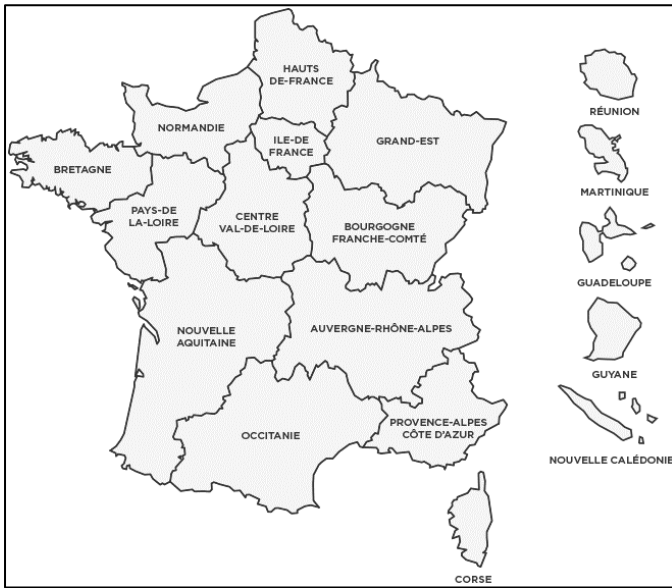 HAUTS
DE-FRANCE
NORMANDIE
ILE-DE
FRANCE
GRAND-EST
BRETAGNE
PAYS-DE
LA-LOIRE
CENTRE
VAL-DE-LOIRE
BOURGOGNE
FRANCHE-COMTÉ
NOUVELLE
AQUITAINE
AUVERGNE-RHÔNE-ALPES
OCCITANIE
PROVENCE-ALPES
CÔTE D'AZUR
CORSE
RÉUNION
MARTINIQUE
GUADELOUPE
GUYANE
NOUVELLE CALÉDONIE